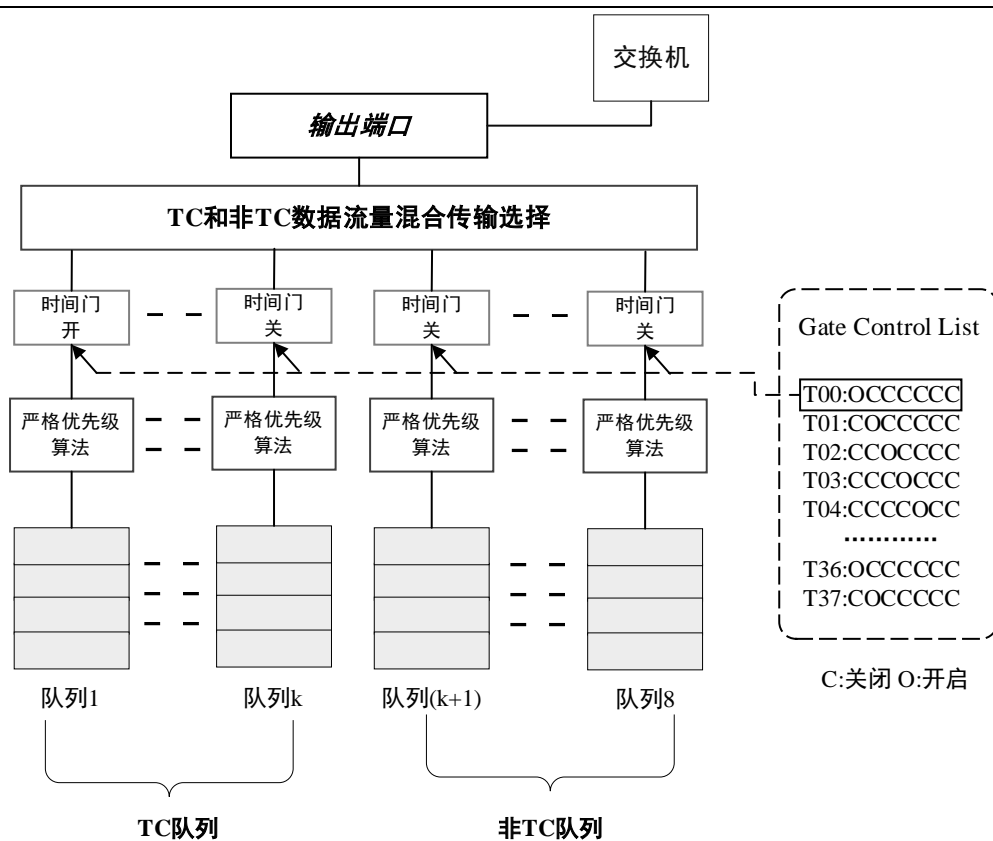 交换机
输出端口
TC和非TC数据流量混合传输选择
时间门
开
时间门
关
时间门
关
时间门
关
严格优先级
算法
严格优先级
算法
严格优先级
算法
严格优先级
算法
队列1
队列k
队列(k+1)
队列8
TC队列
非TC队列
Gate Control List
T00:OCCCCCC
T01:COCCCCC
T02:CCOCCCC
T03:CCCOCCC
T04:CCCCOCC
............
T36:OCCCCCC
T37:COCCCCC
C:关闭 O:开启